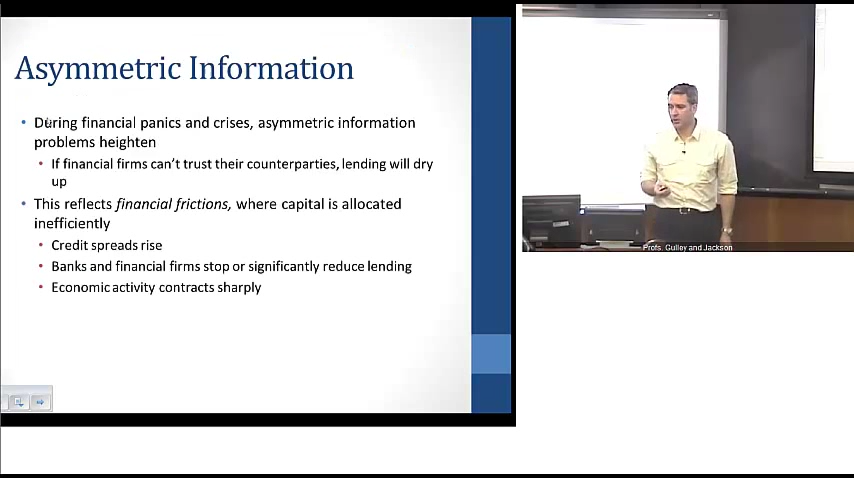 Asymmetric Information
• During financial panics and crises, asymmetric information
problems heighten
• If financial firms can't trust their counterparties, lending will dry
up
• This reflects financial frictions, where capital is allocated
inefficiently
• Credit spreads rise
• Banks and financial firms stop or significantly reduce lending
• Economic activity contracts sharply
Profs. Gulley and Jackson